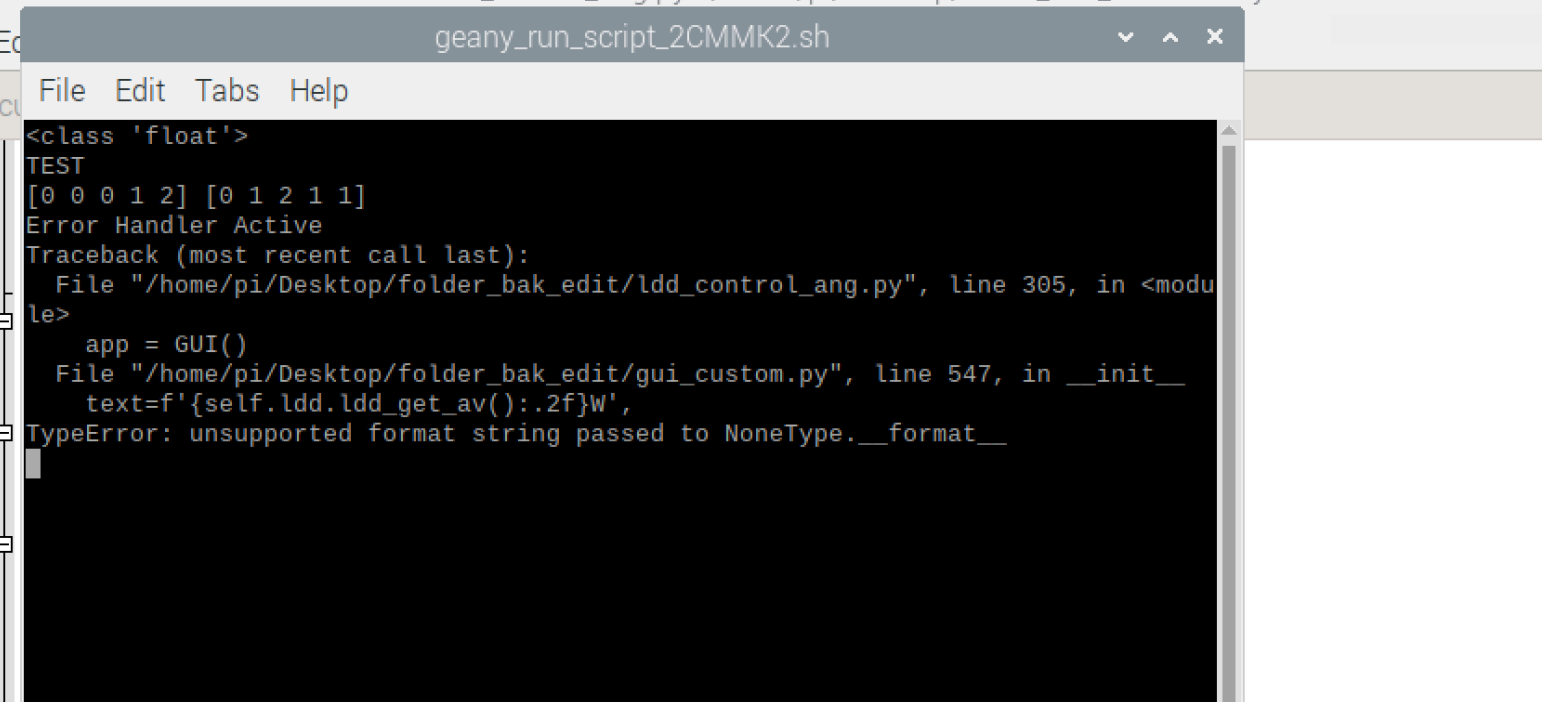 geany_run_script_2CMMK2.sh
File Edit Tabs Help
<class 'float'>
TEST
[0 0 0 1 2] [0 1 2 1 1]
Error Handler Active
Traceback (most recent call last):
  File "/home/pi/Desktop/folder_bak_edit/ldd_control_ang.py", line 305, in <modu
le>
    app = GUI()
  File "/home/pi/Desktop/folder_bak_edit/gui_custom.py", line 547, in __init__
    text=f'{self.ldd.ldd_get_av():.2f}W',
TypeError: unsupported format string passed to NoneType.__format__